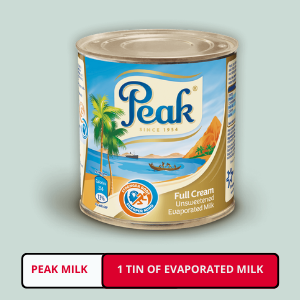 Peak
SINCE 1954
Full Cream
Unsweetened
Evaporated Milk
PEAK MILK
1 TIN OF EVAPORATED MILK